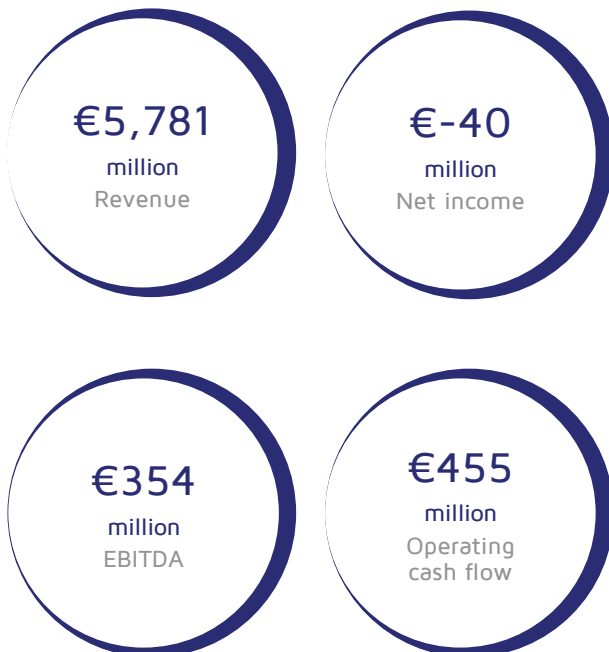 €5,781
million
Revenue
€-40
million
Net income
€354
million
EBITDA
€455
million
Operating
cash flow